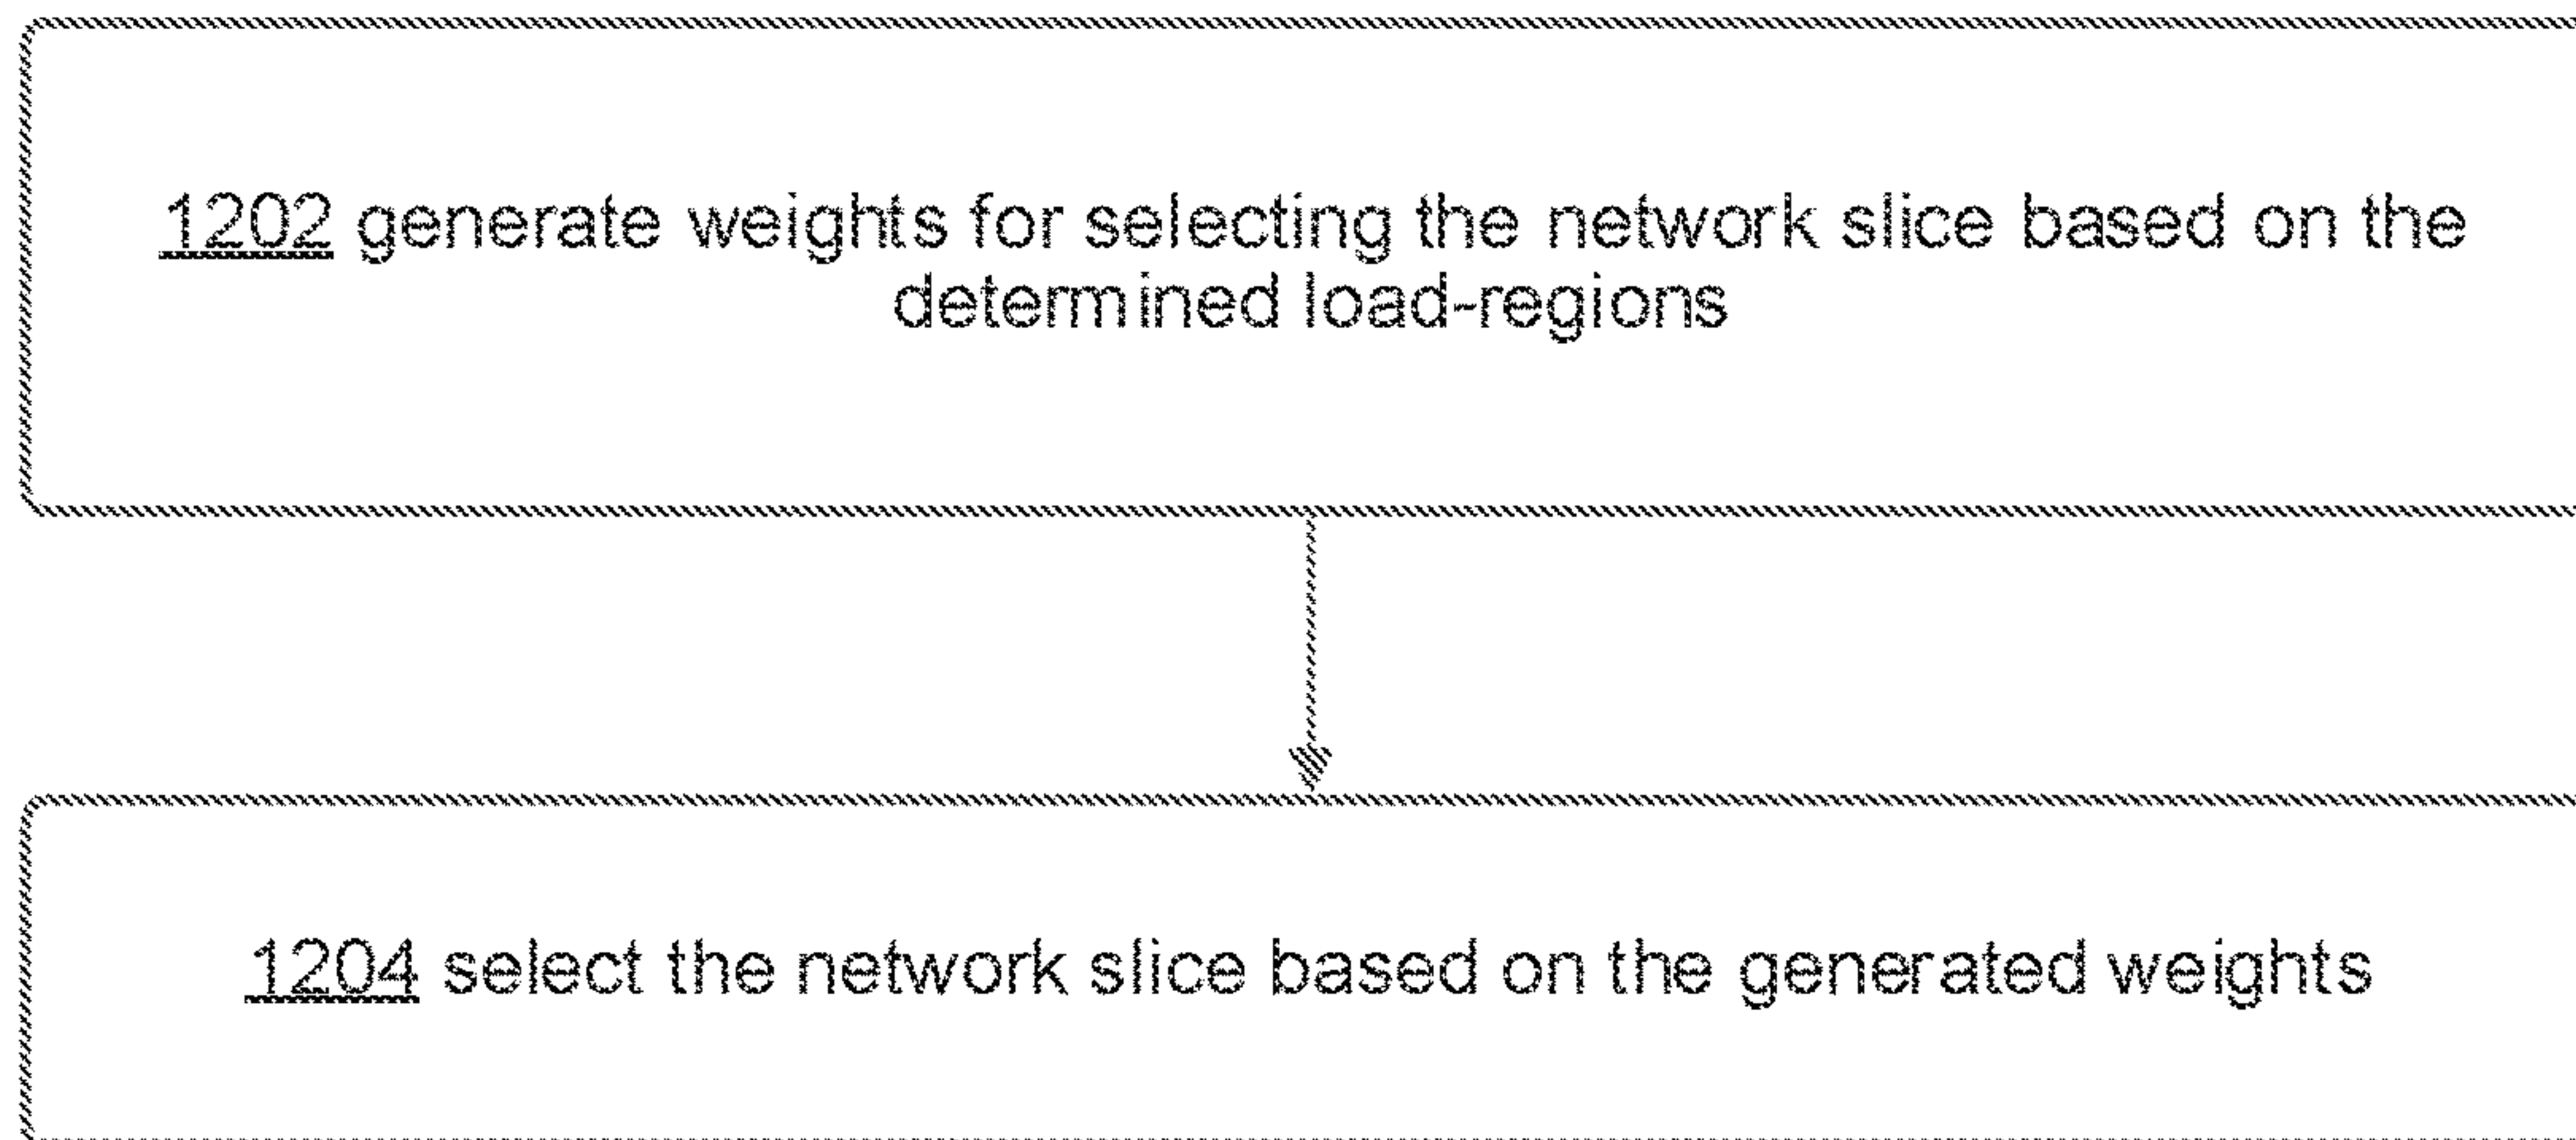 1202 generate weights for selecting the network slice based on the
determined load-regions
1204 select the network slice based on the generated weights